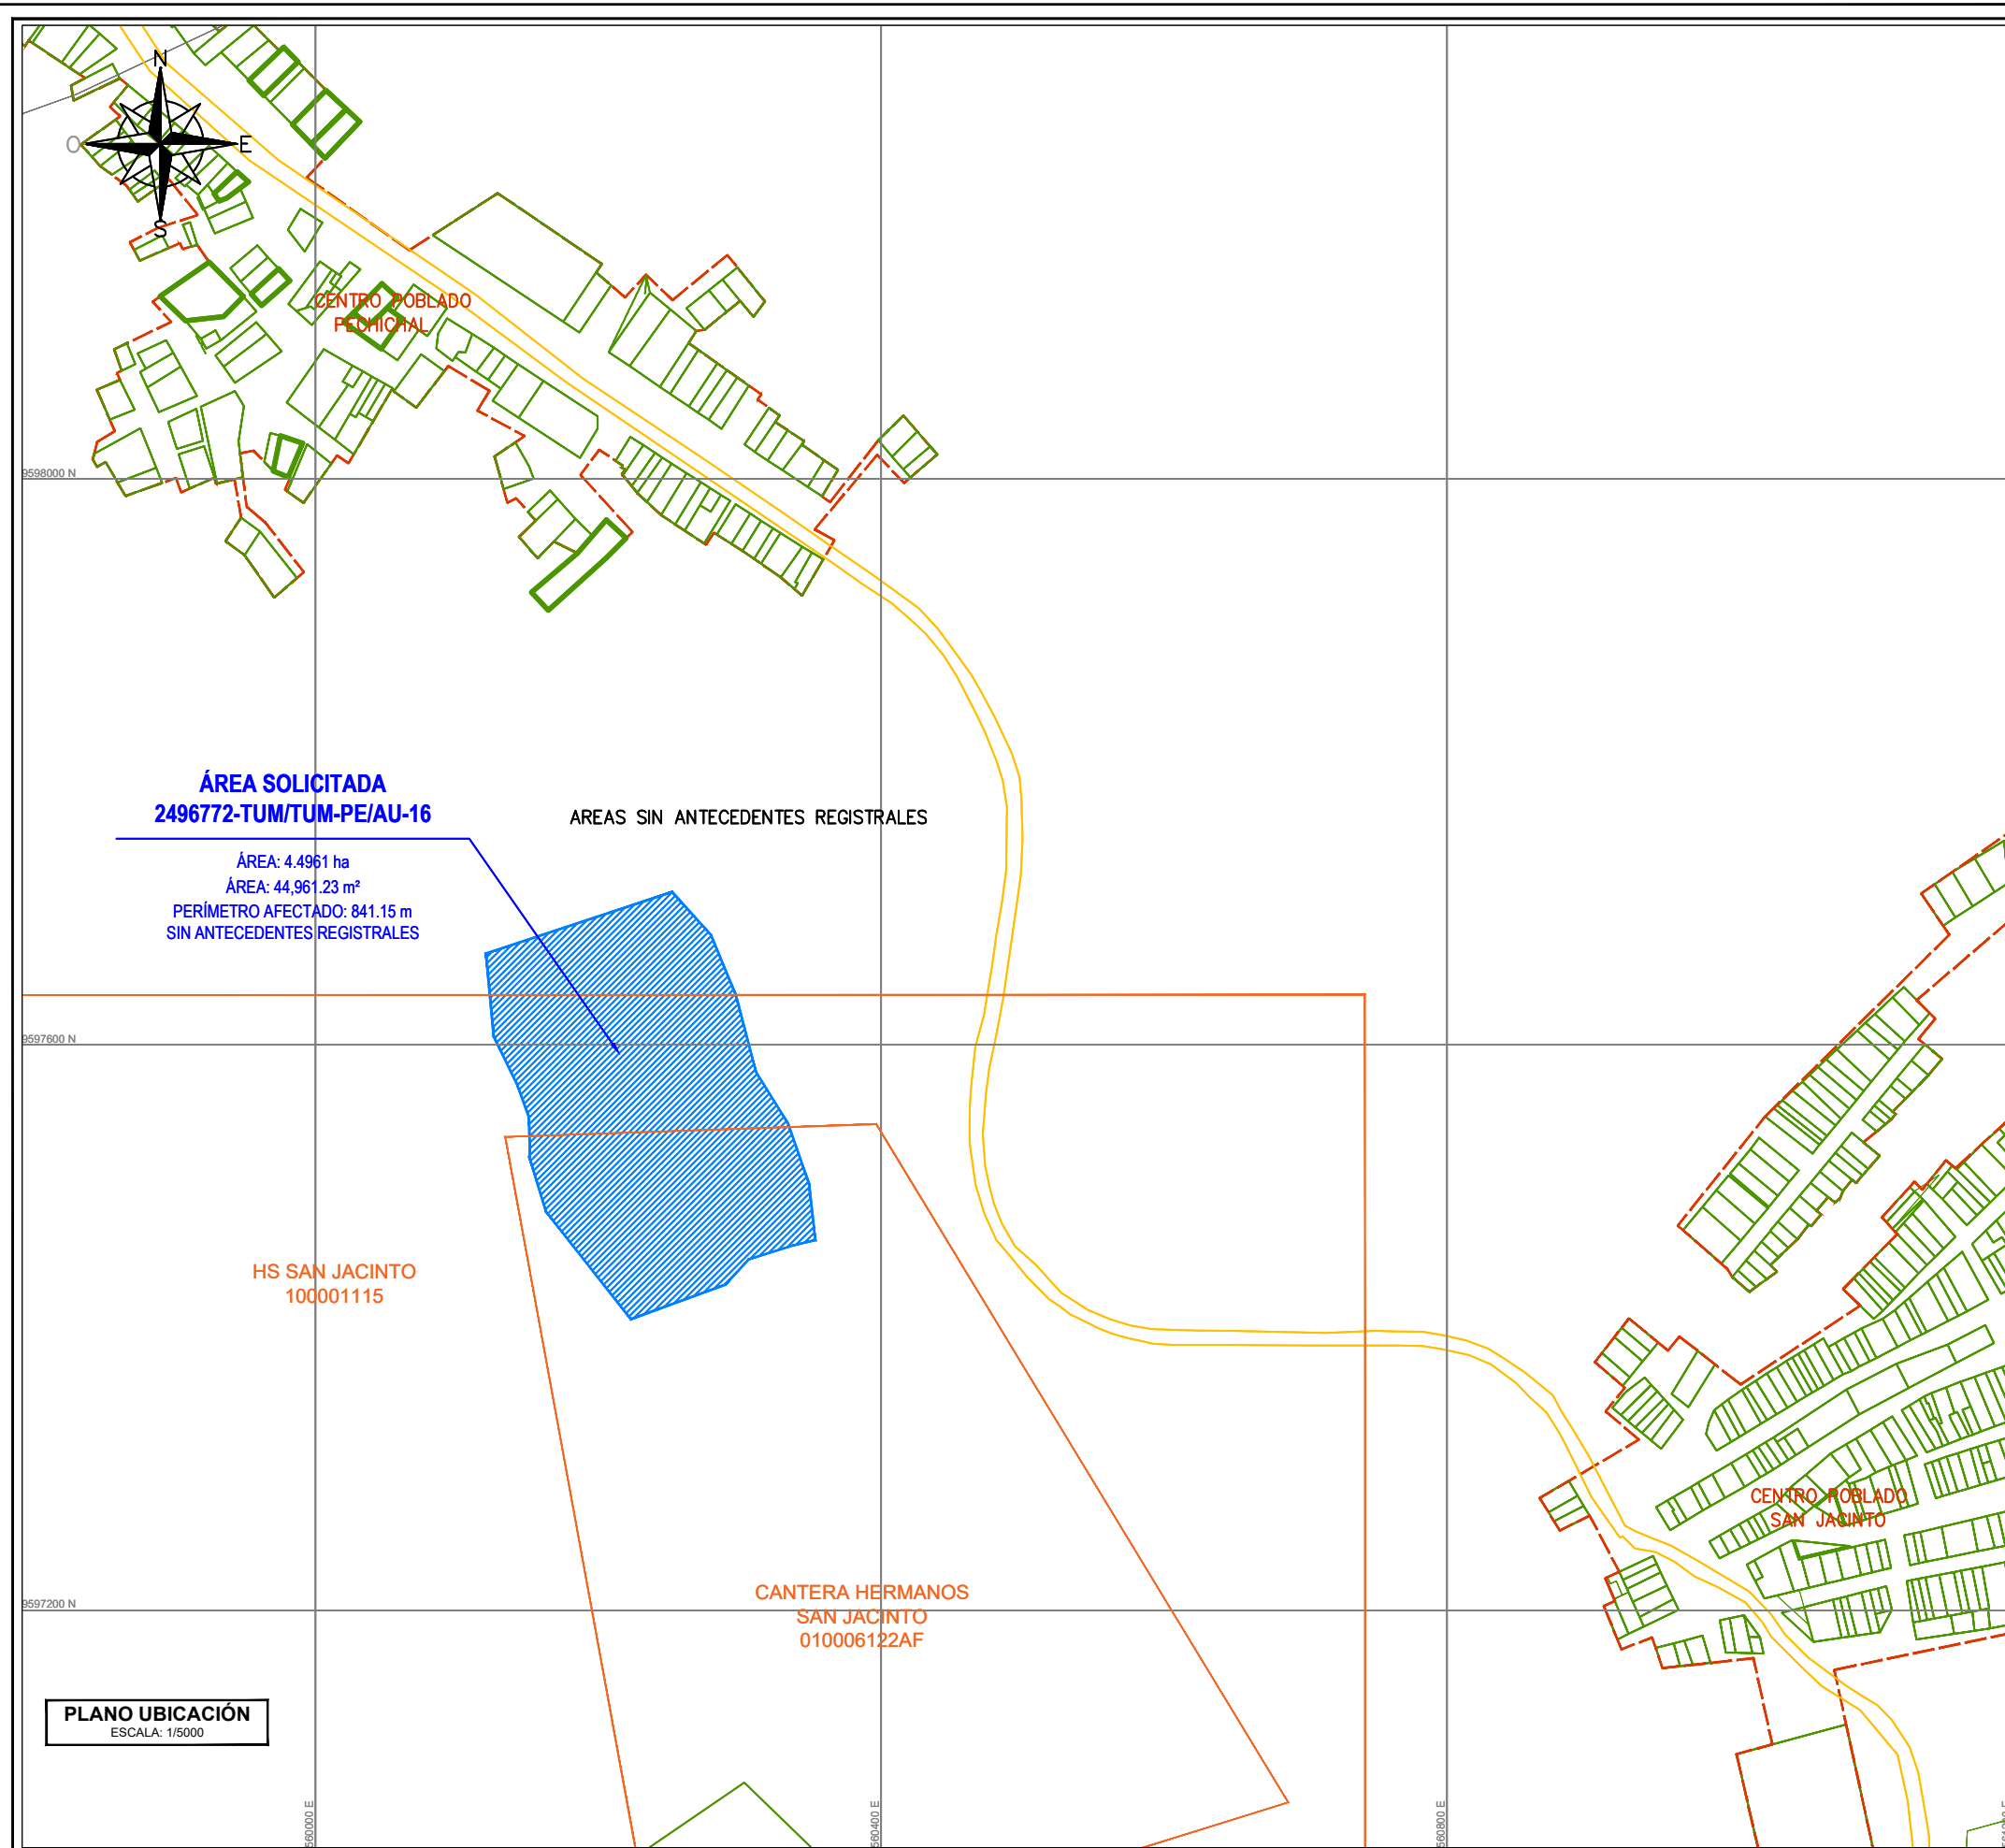 N
O
E
S
CENTRO POBLADO
PECHICHAL
9598000 N
ÁREA SOLICITADA
2496772-TUM/TUM-PE/AU-16
ÁREA: 4.4961 ha
ÁREA: 44,961.23 m²
PERÍMETRO AFECTADO: 841.15 m
SIN ANTECEDENTES REGISTRALES
AREAS SIN ANTECEDENTES REGISTRALES
9597600 N
HS SAN JACINTO
100001115
CENTRO POBLADO
SAN JACINTO
CANTERA HERMANOS
SAN JACINTO
010006122AF
9597200 N
PLANO UBICACIÓN
ESCALA: 1/5000
560000 E
560400 E
560800 E